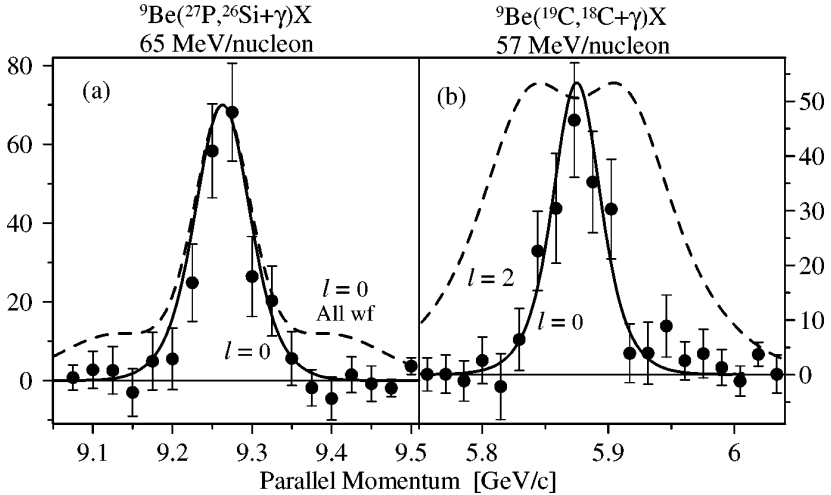 ⁹Be(²⁷P,²⁶Si+γ)X
65 MeV/nucleon
⁹Be(¹⁹C,¹⁸C+γ)X
57 MeV/nucleon
80
60
40
20
0
(a)
l = 0
All wf
l = 0
(b)
l = 2
l = 0
50
40
30
20
10
0
9.1 9.2 9.3 9.4 9.5 5.8 5.9 6
Parallel Momentum [GeV/c]